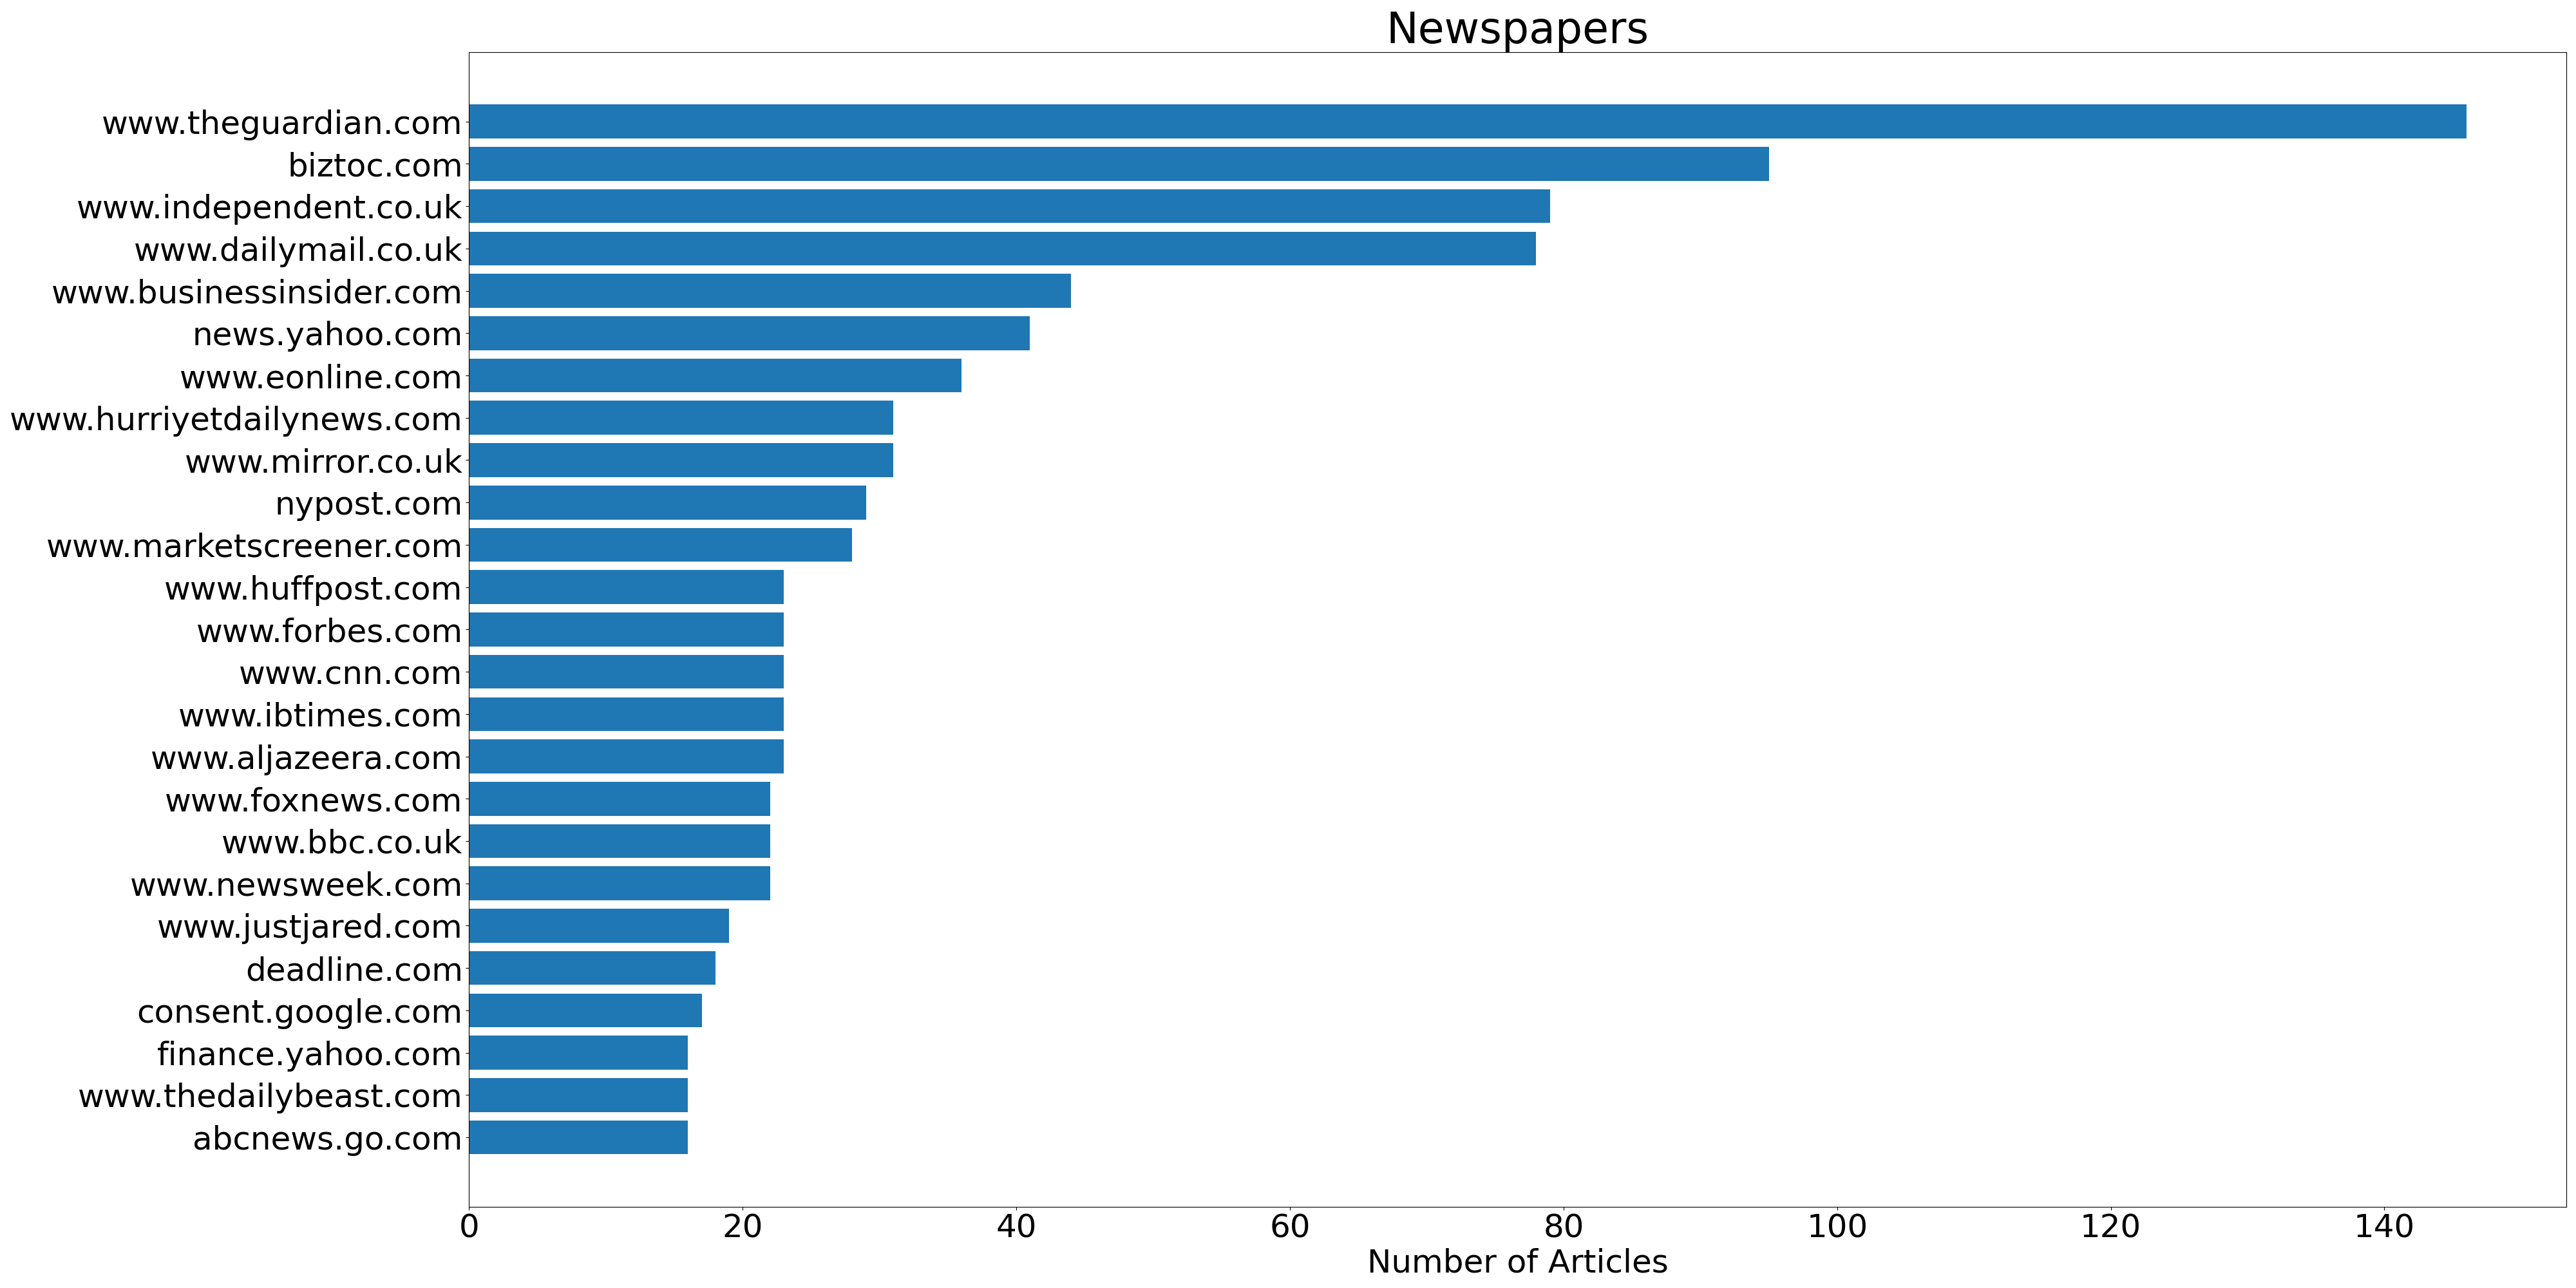 Newspapers
www.theguardian.com
biztoc.com
www.independent.co.uk
www.dailymail.co.uk
www.businessinsider.com
news.yahoo.com
www.eonline.com
www.hurriyetdailynews.com
www.mirror.co.uk
nypost.com
www.marketscreener.com
www.huffpost.com
www.forbes.com
www.cnn.com
www.ibtimes.com
www.aljazeera.com
www.foxnews.com
www.bbc.co.uk
www.newsweek.com
www.justjared.com
deadline.com
consent.google.com
finance.yahoo.com
www.thedailybeast.com
abcnews.go.com
0 20 40 60 80 100 120 140
Number of Articles